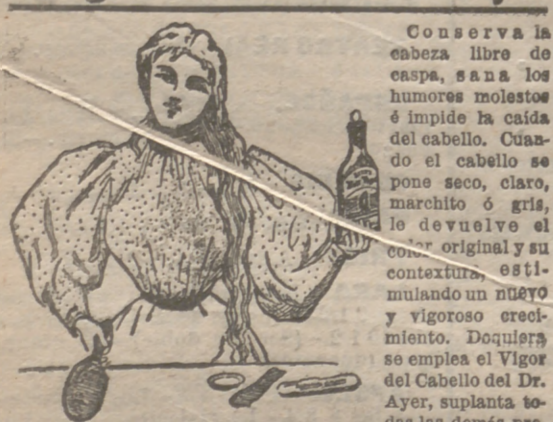 Conserva la
cabeza libre de
caspa, sana los
humores molestos
é impide la caida
del cabello. Cuan-
do el cabello se
pone seco, claro,
marchito ó gris,
le devuelve el
color original y su
contextura, esti-
mulando un nuevo
y vigoroso creci-
miento. Doquiera
se emplea el Vigor
del Cabello del Dr.
Ayer, suplanta to-